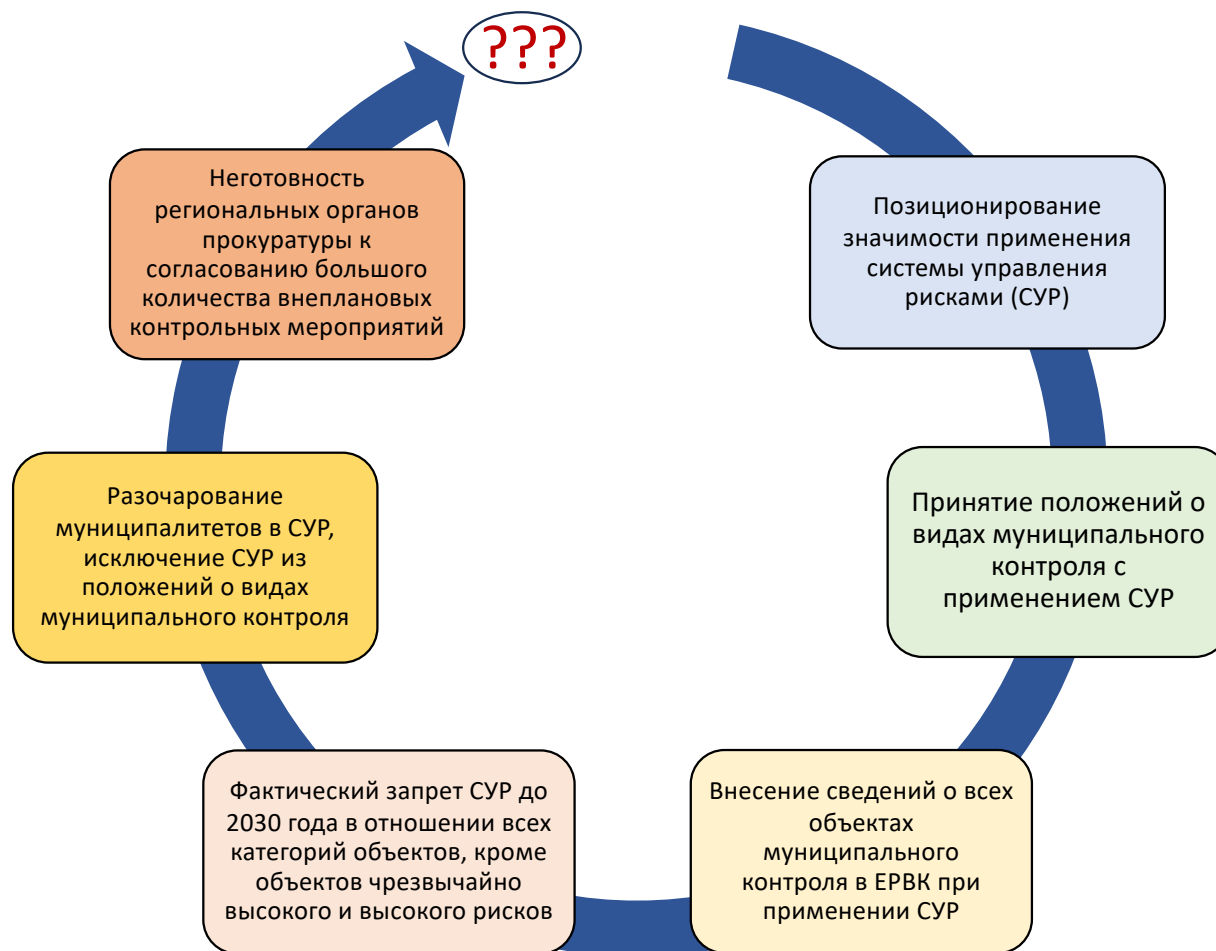 ???
Позиционирование
значимости применения
системы управления
рисками (СУР)
Принятие положений о
видах муниципального
контроля с
применением СУР
Внесение сведений о всех
объектах
муниципального
контроля в ЕРВК при
применении СУР
Фактический запрет СУР до
2030 года в отношении всех
категорий объектов, кроме
объектов чрезвычайно
высокого и высокого рисков
Разочарование
муниципалитетов в СУР,
исключение СУР из
положений о видах
муниципального контроля
Неготовность
региональных органов
прокуратуры к
согласованию большого
количества внеплановых
контрольных мероприятий